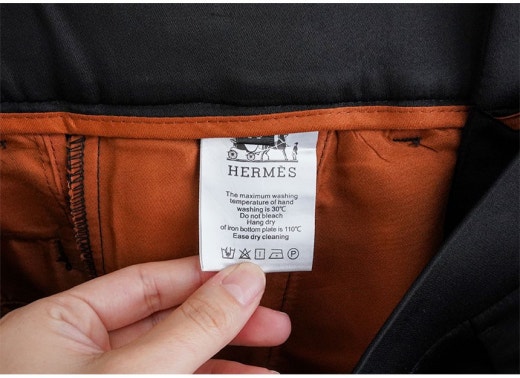 HERMÈS
The maximum washing
temperature of hand
washing is 30℃
Do not bleach
Hang dry
of iron bottom plate is 110℃
Ease dry cleaning
P